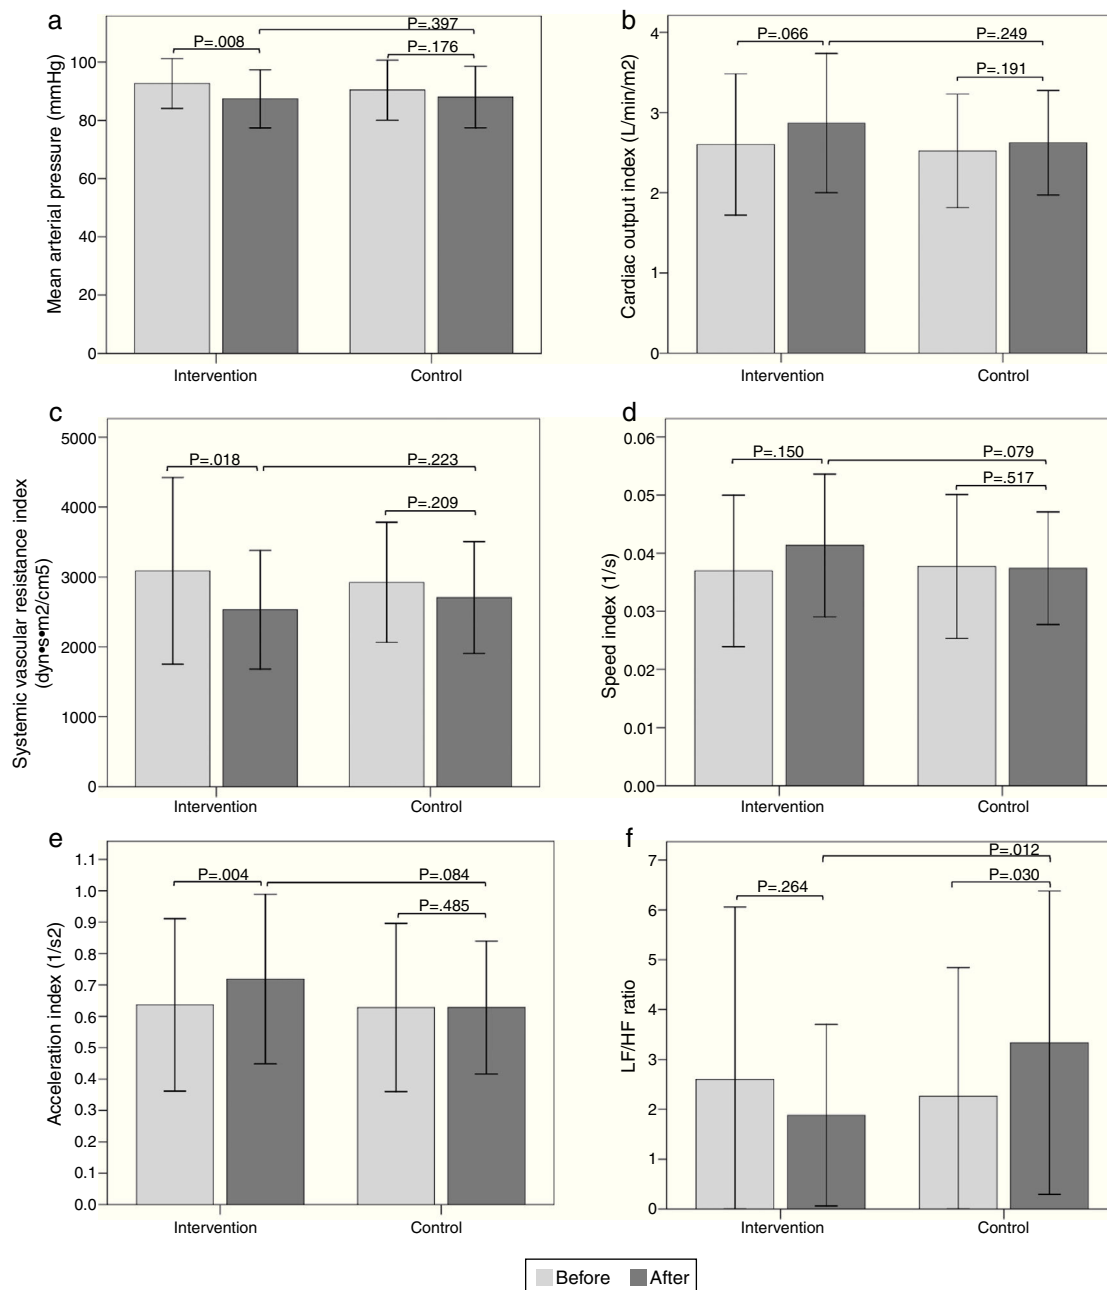 a
P=.397
P=.008
P=.176
Mean arterial pressure (mmHg)
100
80
60
40
20
0
Intervention
Control
b
P=.066
P=.249
P=.191
Cardiac output index (L/min/m2)
4
3
2
1
0
Intervention
Control
c
P=.018
P=.223
P=.209
Systemic vascular resistance index
(dyn•s•m2/cm5)
5000
4000
3000
2000
1000
0
Intervention
Control
d
P=.150
P=.079
P=.517
Speed index (1/s)
0.06
0.05
0.04
0.03
0.02
0.01
0.00
Intervention
Control
e
P=.004
P=.084
P=.485
Acceleration index (1/s2)
1.1
1.0
0.9
0.8
0.7
0.6
0.5
0.4
0.3
0.2
0.1
0.0
Intervention
Control
f
P=.012
P=.264
P=.030
LF/HF ratio
7
6
5
4
3
2
1
0
Intervention
Control
Before
After